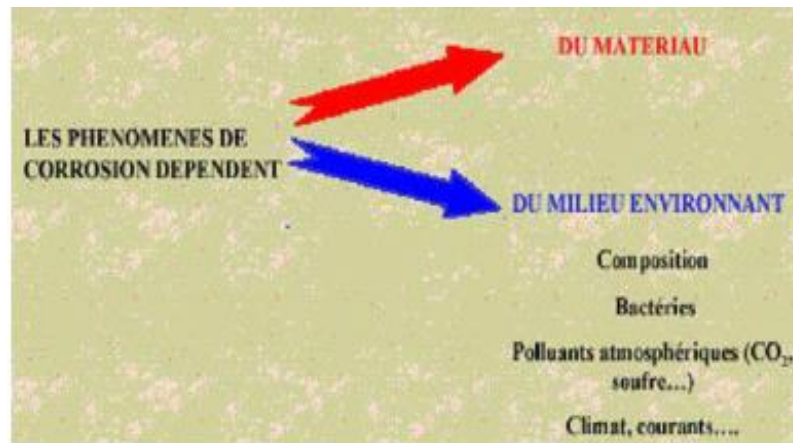 DU MATERIAU
LES PHENOMENES DE
CORROSION DEPENDENT
DU MILIEU ENVIRONNANT
Composition
Bactéries
Polluants atmosphériques (CO₂,
soufre…)
Climat, courants….